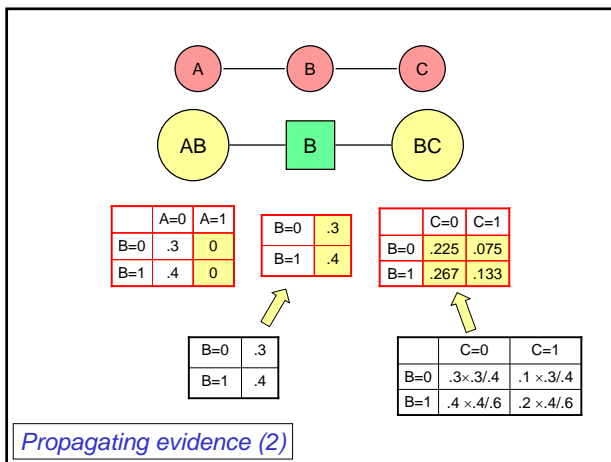 A B C
AB B BC
A=0 A=1
B=0 .3 0
B=1 .4 0
B=0 .3
B=1 .4
C=0 C=1
B=0 .225 .075
B=1 .267 .133
B=0 .3
B=1 .4
C=0 C=1
B=0 .3×.3/.4 .1 ×.3/.4
B=1 .4 ×.4/.6 .2 ×.4/.6
Propagating evidence (2)